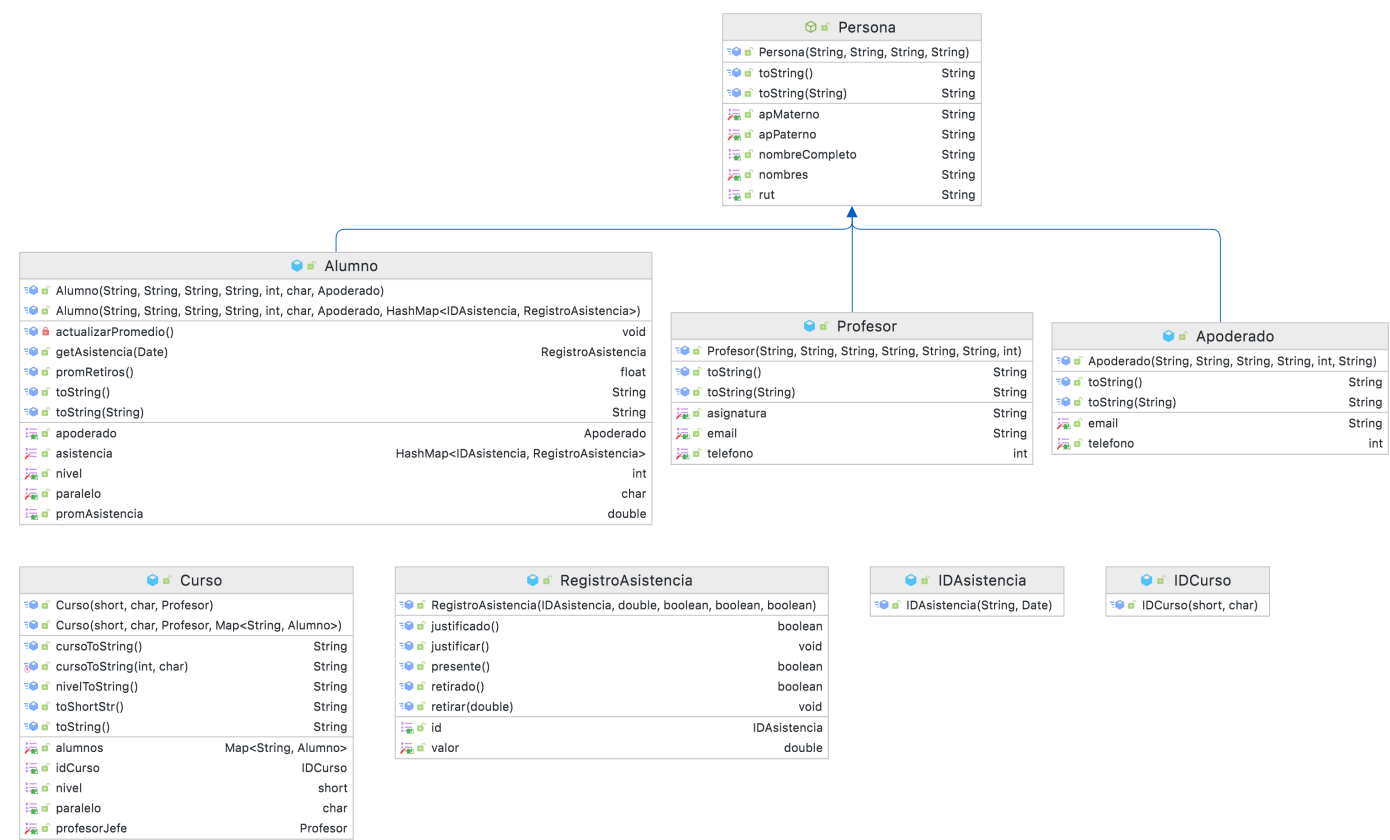 Persona
Persona(String, String, String, String)
toString() String
toString(String) String
apMaterno String
apPaterno String
nombreCompleto String
nombres String
rut String
Alumno
Alumno(String, String, String, String, int, char, Apoderado)
Alumno(String, String, String, String, int, char, Apoderado, HashMap<IDAsistencia, RegistroAsistencia>)
actualizarPromedio() void
getAsistencia(Date) RegistroAsistencia
promRetiros() float
toString() String
toString(String) String
apoderado Apoderado
asistencia HashMap<IDAsistencia, RegistroAsistencia>
nivel int
paralelo char
promAsistencia double
Profesor
Profesor(String, String, String, String, String, String, int)
toString() String
toString(String) String
asignatura String
email String
telefono int
Apoderado
Apoderado(String, String, String, String, int, String)
toString() String
toString(String) String
email String
telefono int
Curso
Curso(short, char, Profesor)
Curso(short, char, Profesor, Map<String, Alumno>)
cursoToString() String
cursoToString(int, char) String
nivelToString() String
toShortStr() String
toString() String
alumnos Map<String, Alumno>
idCurso IDCurso
nivel short
paralelo char
profesorJefe Profesor
RegistroAsistencia
RegistroAsistencia(IDAsistencia, double, boolean, boolean, boolean)
justificado() boolean
justificar() void
presente() boolean
retirado() boolean
retirar(double) void
id IDAsistencia
valor double
IDAsistencia
IDAsistencia(String, Date)
IDCurso
IDCurso(short, char)